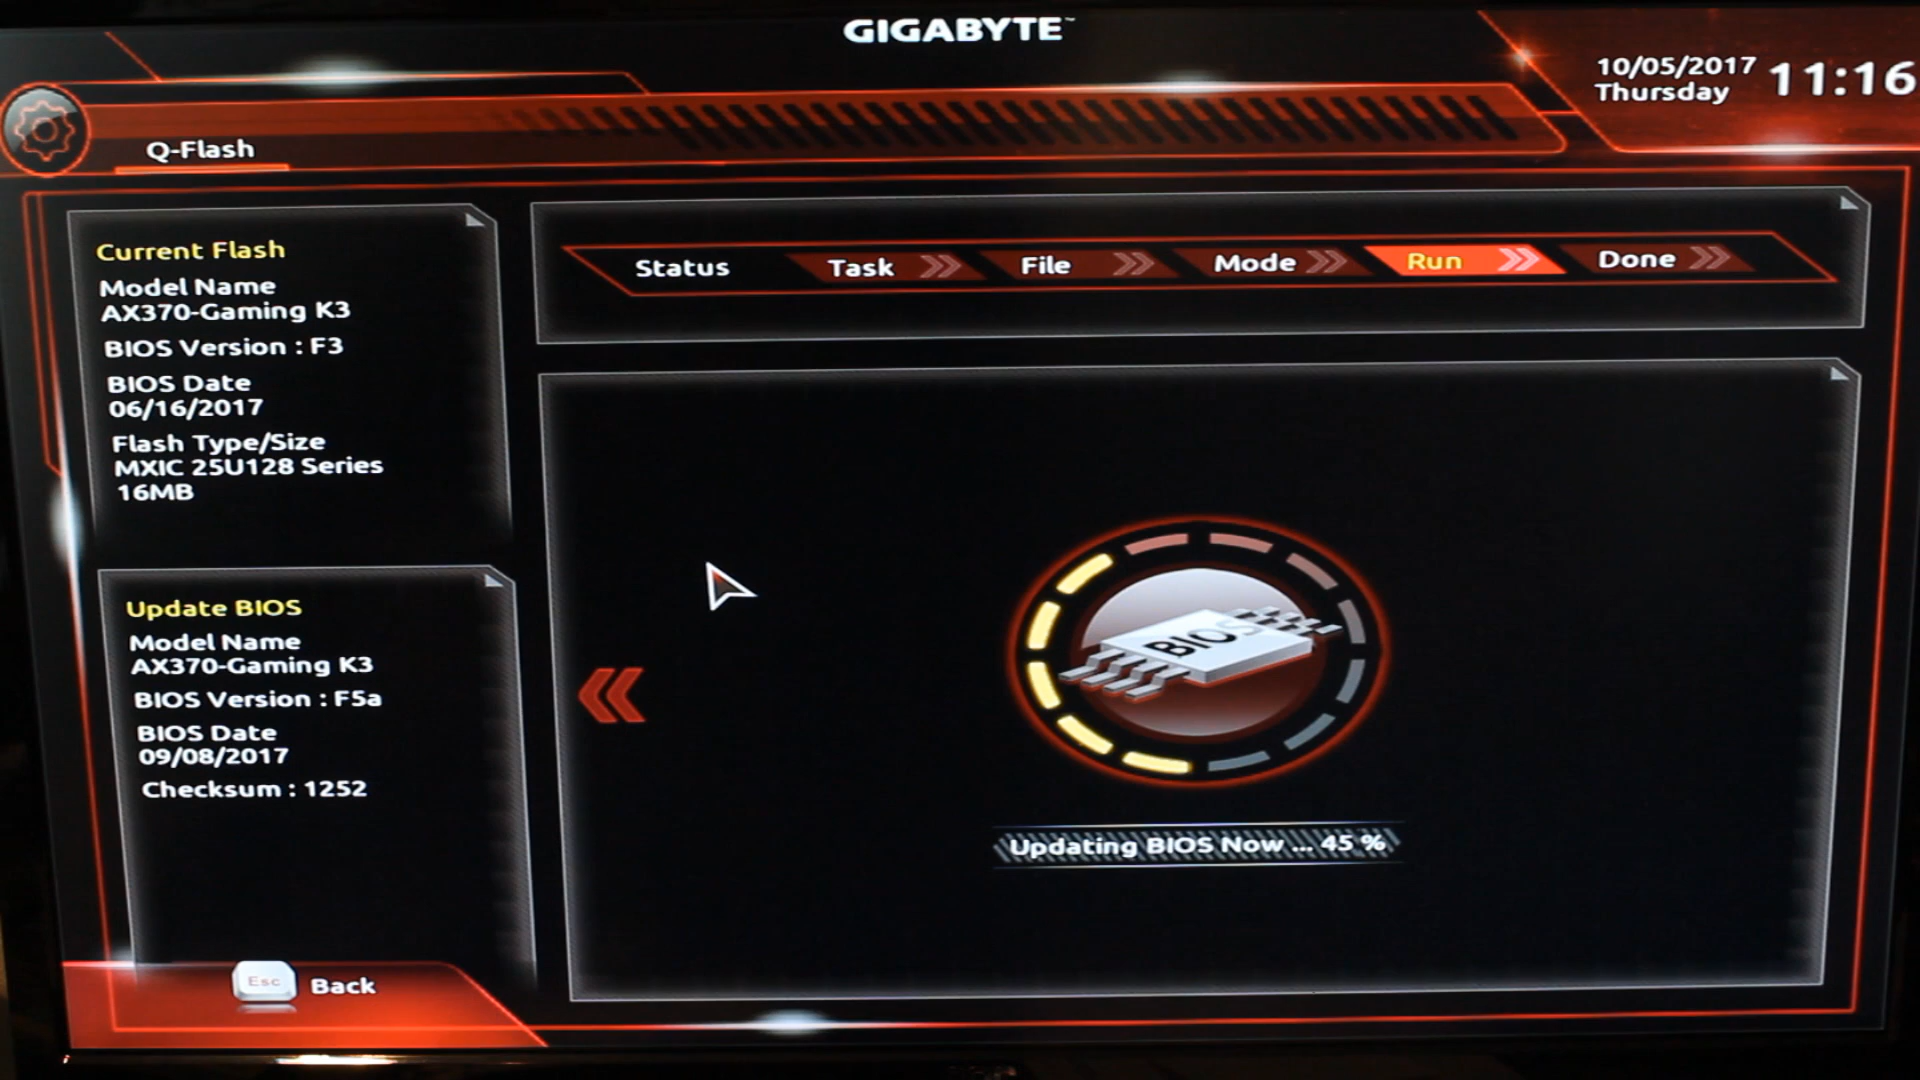 GIGABYTE™
10/05/2017
Thursday
11:16
Q-Flash
Current Flash
Model Name
AX370-Gaming K3
BIOS Version : F3
BIOS Date
06/16/2017
Flash Type/Size
MXIC 25U128 Series
16MB
Status Task File Mode Run Done
Update BIOS
Model Name
AX370-Gaming K3
BIOS Version : F5a
BIOS Date
09/08/2017
Checksum : 1252
BIOS
Updating BIOS Now ... 45 %
Esc Back